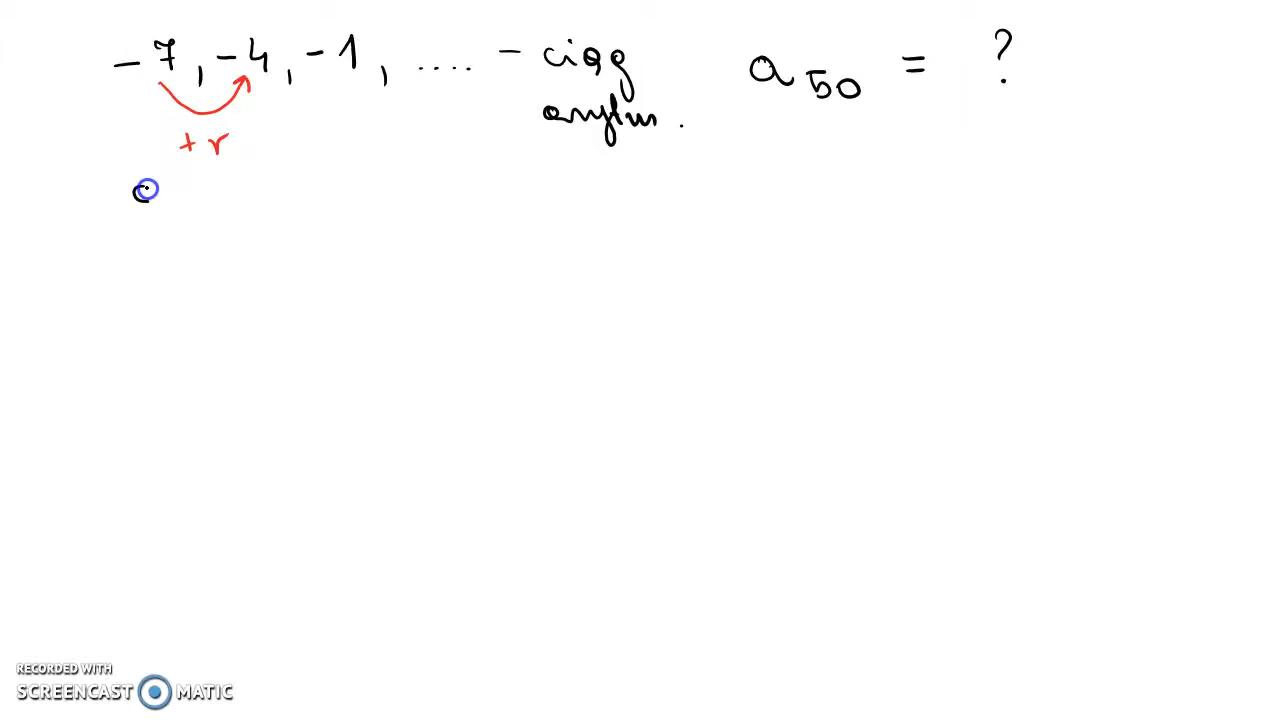 -7, -4, -1, .... - ciąg a₅₀ = ?
arytm.
+r
RECORDED WITH
SCREENCAST MATIC